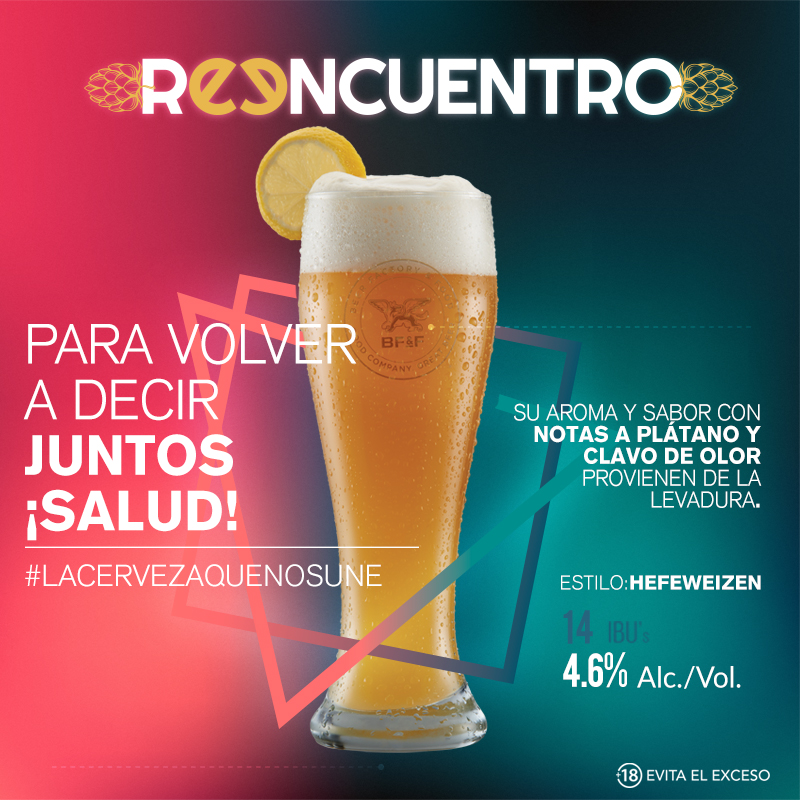 REENCUENTRO
BF&F
PARA VOLVER
A DECIR
JUNTOS
¡SALUD!
#LACERVEZAQUENOSUNE
SU AROMA Y SABOR CON
NOTAS A PLÁTANO Y
CLAVO DE OLOR
PROVIENEN DE LA
LEVADURA.
ESTILO:HEFEWEIZEN
14 IBU's
4.6% Alc./Vol.
-18 EVITA EL EXCESO